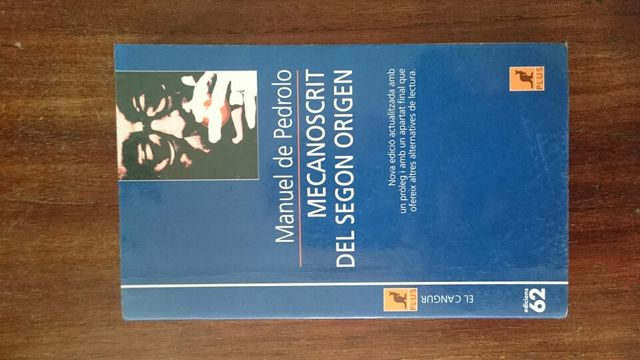 Manuel de Pedrolo
MECANOSCRIT
DEL SEGON ORIGEN
Nova edició actualitzada amb
un pròleg i amb un apartat final que
ofereix altres alternatives de lectura.
PLUS
PLUS
EL CANGUR
edicions
62